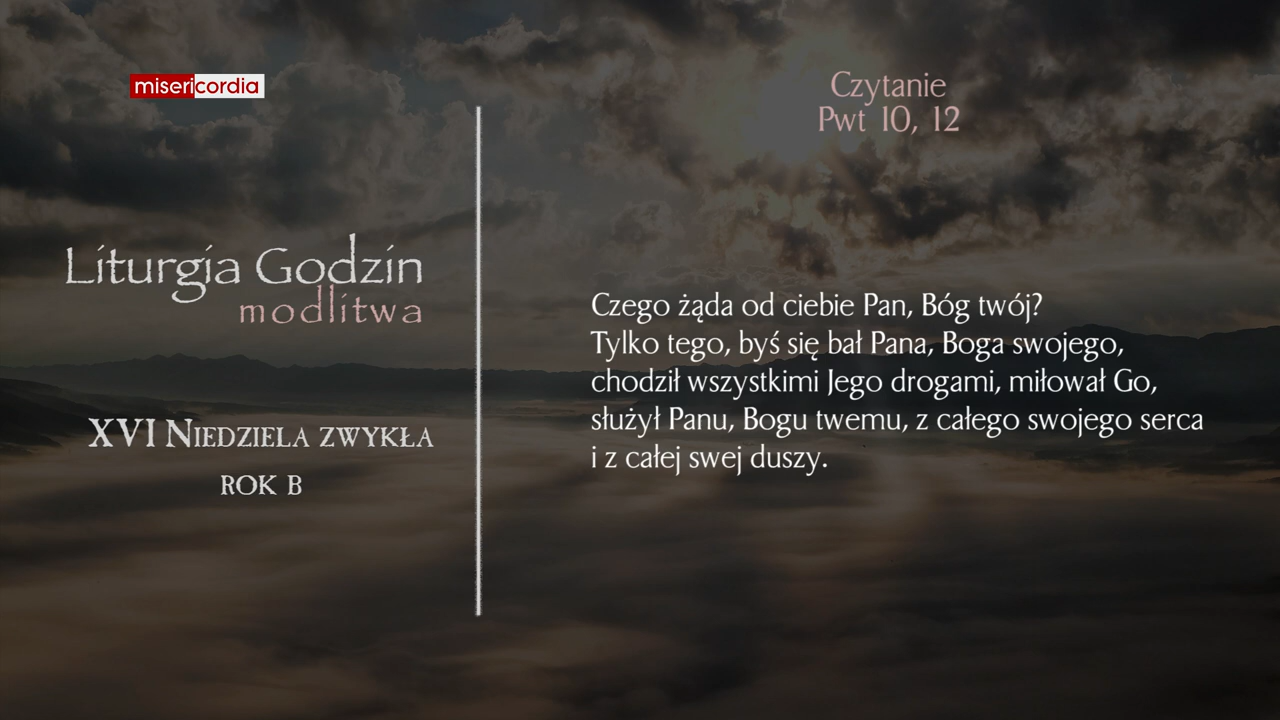 misericordia
Liturgia Godzin
modlitwa
XVI Niedziela zwykła
rok B
Czytanie
Pwt 10, 12
Czego żąda od ciebie Pan, Bóg twój?
Tylko tego, byś się bał Pana, Boga swojego,
chodził wszystkimi Jego drogami, miłował Go,
służył Panu, Bogu twemu, z całego swojego serca
i z całej swej duszy.